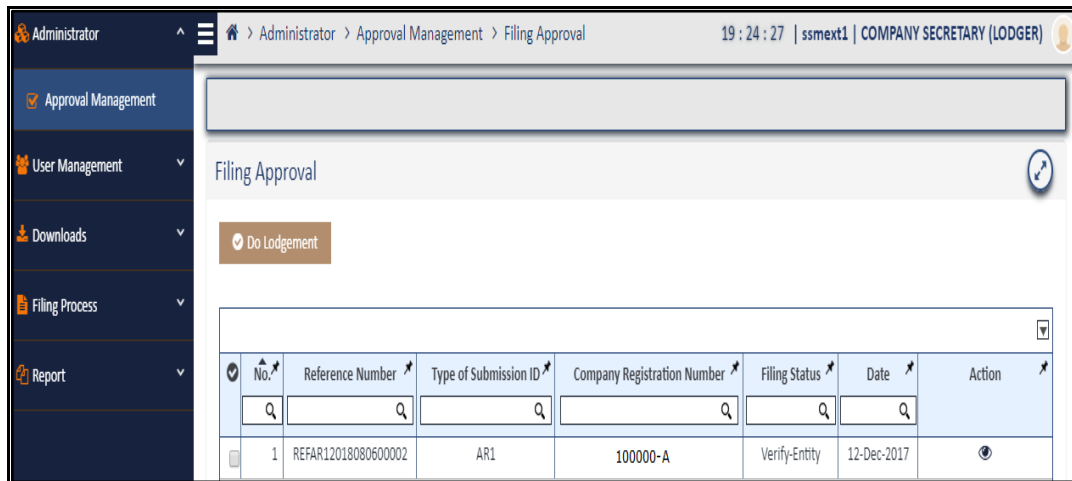 Administrator
> Administrator > Approval Management > Filing Approval
19 : 24 : 27 | ssmext1 | COMPANY SECRETARY (LODGER)
Approval Management
User Management
Downloads
Filing Process
Report
Filing Approval
Do Lodgement
No. Reference Number Type of Submission ID Company Registration Number Filing Status Date Action
1 REFAR12018080600002 AR1 100000-A Verify-Entity 12-Dec-2017